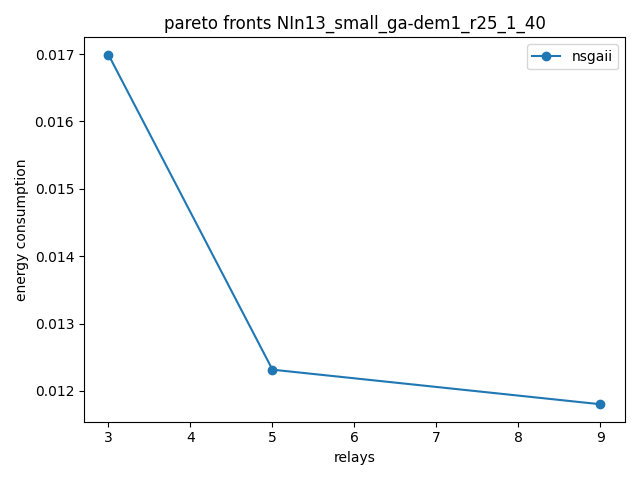 pareto fronts NIn13_small_ga-dem1_r25_1_40
nsgaii
0.017
0.016
0.015
0.014
0.013
0.012
energy consumption
3 4 5 6 7 8 9
relays